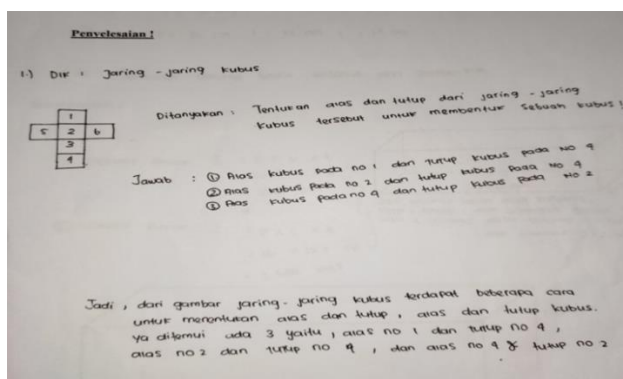 Penyelesaian !
1.) Dik : Jaring - jaring kubus
Ditanyakan : Tentukan alas dan tutup dari jaring - jaring
kubus tersebut untuk membentuk sebuah kubus!
1
5 2 6
3
4
Jawab : ① Alas kubus pada no 1 dan tutup kubus pada no 4
② Alas kubus pada no 2 dan tutup kubus pada no 4
③ Alas kubus pada no 4 dan tutup kubus pada no 2
Jadi, dari gambar jaring - jaring kubus terdapat beberapa cara
untuk menentukan alas dan tutup, alas dan tutup kubus.
ya ditemui ada 3 yaitu, alas no 1 dan tutup no 4,
alas no 2 dan tutup no 4, dan alas no 4 & tutup no 2